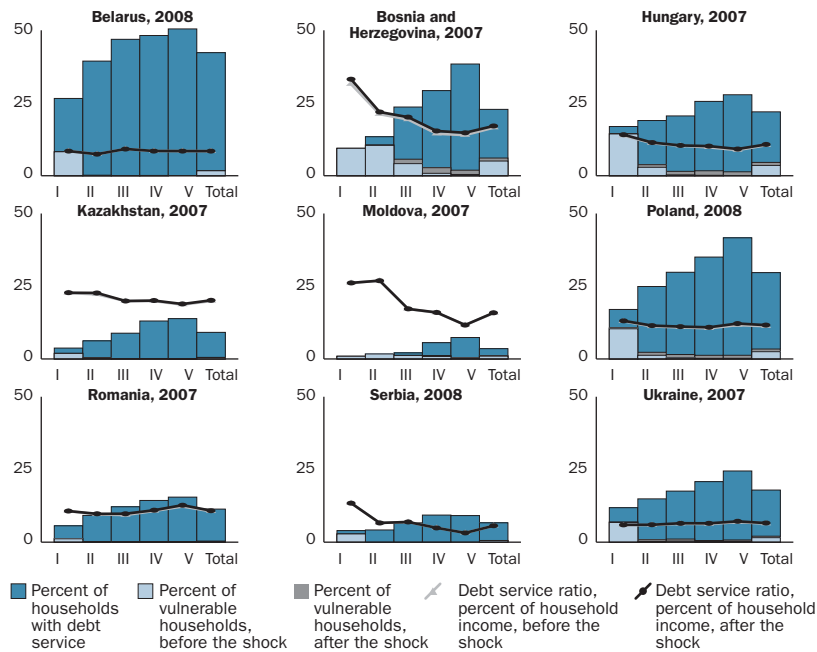 Belarus, 2008
50
25
0
I II III IV V Total
Bosnia and
Herzegovina, 2007
50
25
0
I II III IV V Total
Hungary, 2007
50
25
0
I II III IV V Total
Kazakhstan, 2007
50
25
0
I II III IV V Total
Moldova, 2007
50
25
0
I II III IV V Total
Poland, 2008
50
25
0
I II III IV V Total
Romania, 2007
50
25
0
I II III IV V Total
Serbia, 2008
50
25
0
I II III IV V Total
Ukraine, 2007
50
25
0
I II III IV V Total
Percent of
households
with debt
service
Percent of
vulnerable
households,
before the shock
Percent of
vulnerable
households,
after the shock
Debt service ratio,
percent of household
income, before the
shock
Debt service ratio,
percent of household
income, after the
shock